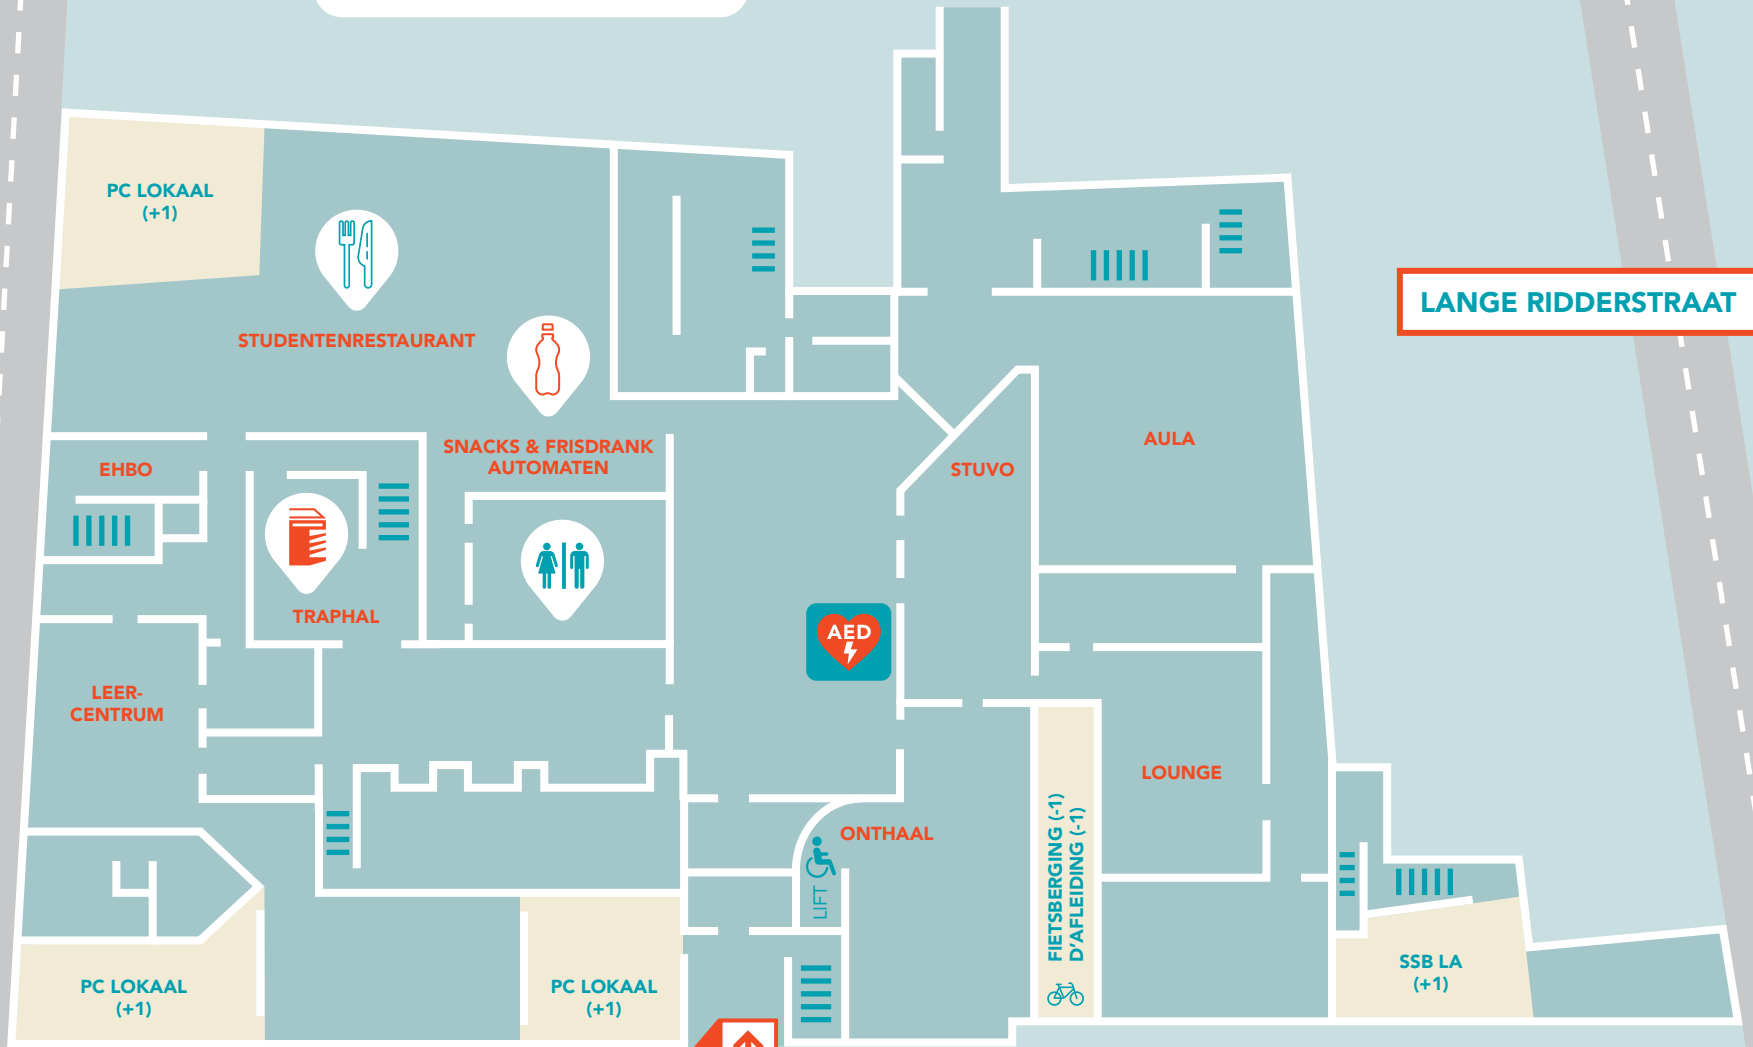 PC LOKAAL
(+1)
LANGE RIDDERSTRAAT
STUDENTENRESTAURANT
SNACKS & FRISDRANK
AUTOMATEN
AULA
EHBO
STUVO
TRAPHAL
AED
LEER-
CENTRUM
LOUNGE
ONTHAAL
LIFT
FIETSBERGING (-1)
D'AFLEIDING (-1)
SSB LA
(+1)
PC LOKAAL
(+1)
PC LOKAAL
(+1)